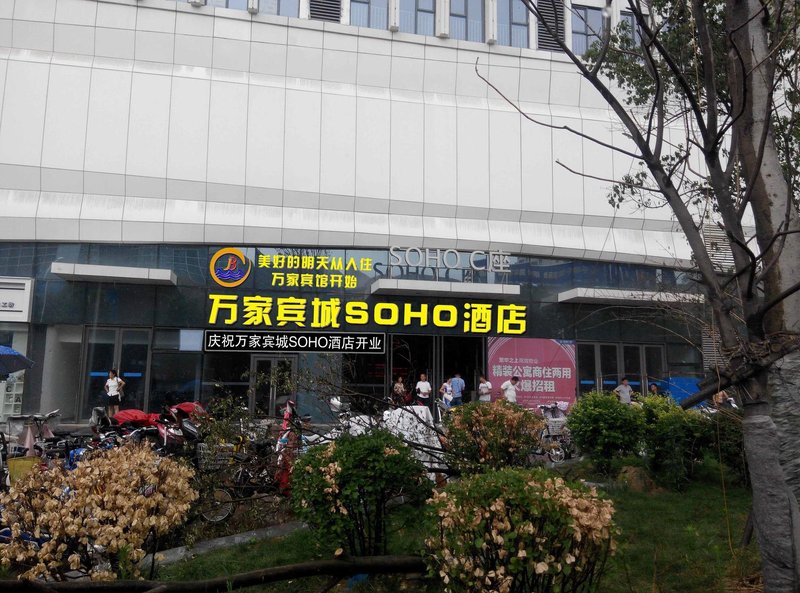 美好的明天从入住
万家宾馆开始
SOHO C座
万家宾城SOHO酒店
庆祝万家宾城SOHO酒店开业
精装公寓商住两用
火爆招租